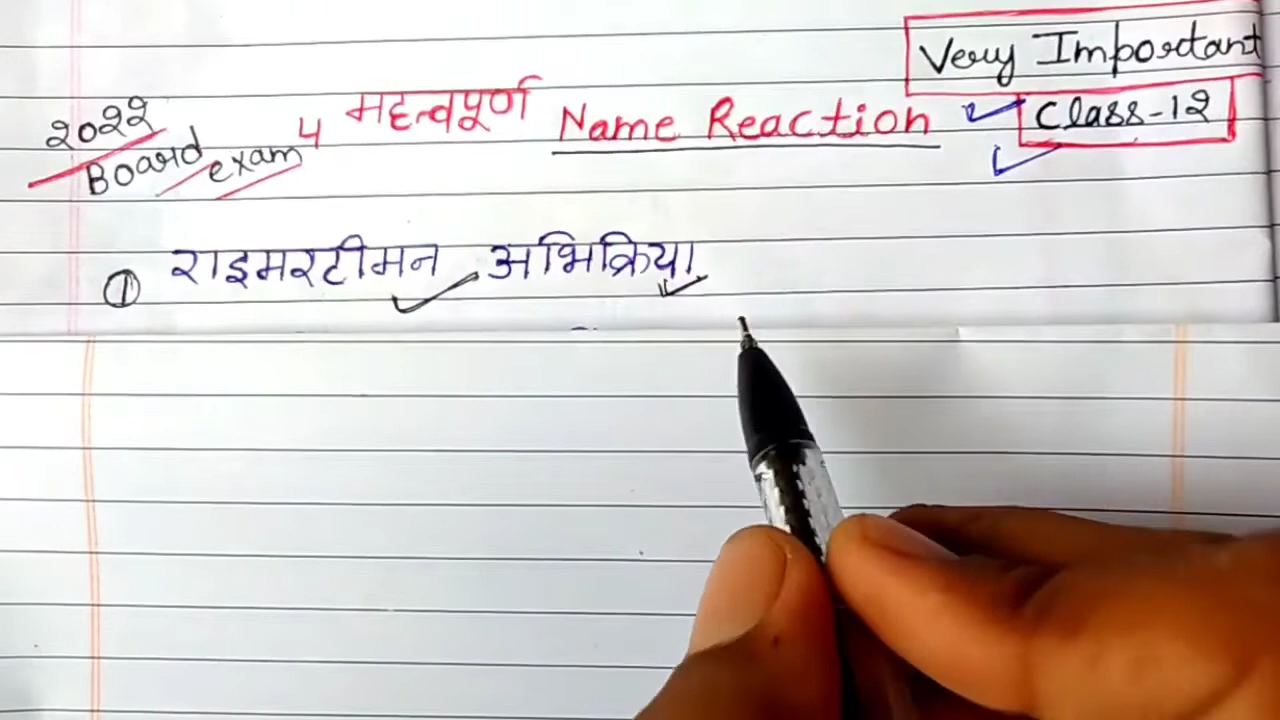 Very Important
2022
Board exam
4 महत्वपूर्ण Name Reaction
Class-12
① राइमरटीमन अभिक्रिया